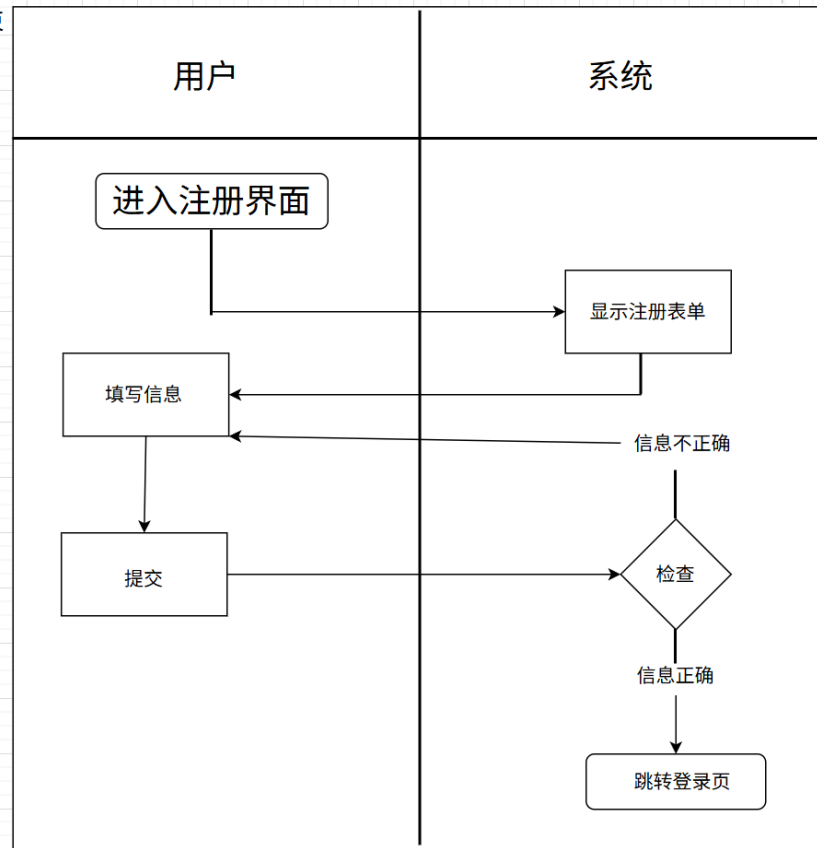 用户
系统
进入注册界面
显示注册表单
填写信息
信息不正确
提交
检查
信息正确
跳转登录页